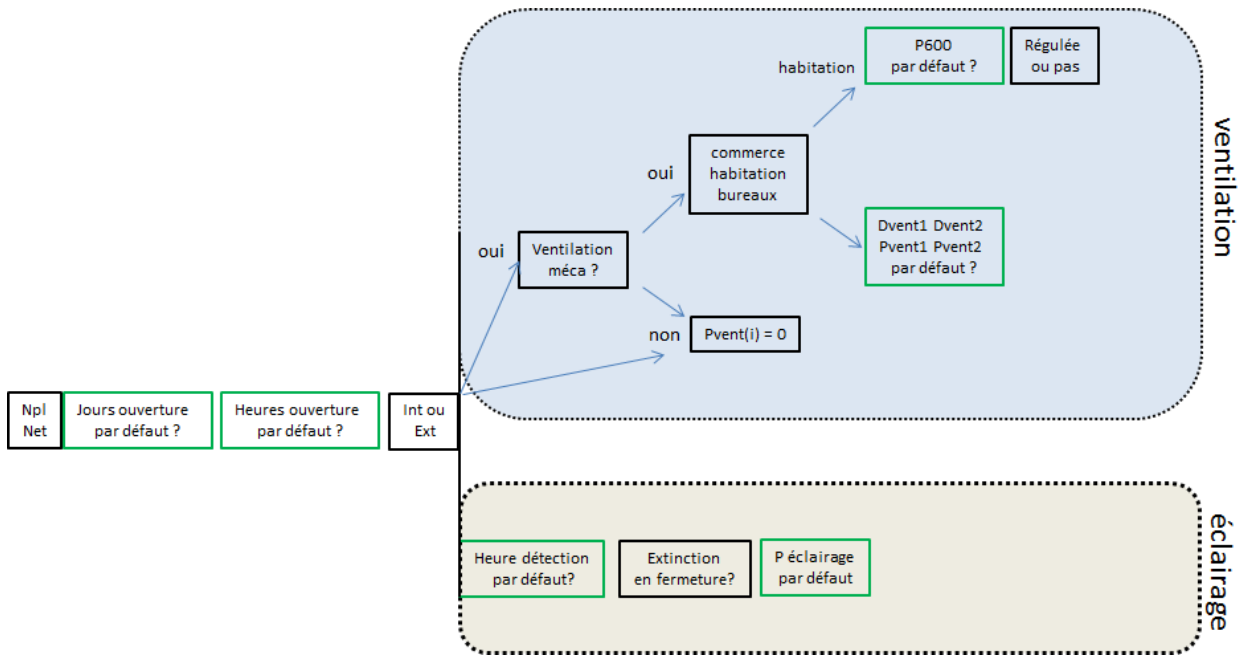 P600
par défaut ?
Régulée
ou pas
habitation
commerce
habitation
bureaux
oui
Dvent1 Dvent2
Pvent1 Pvent2
par défaut ?
oui
Ventilation
méca ?
non
Pvent(i) = 0
ventilation
Npl
Net
Jours ouverture
par défaut ?
Heures ouverture
par défaut ?
Int ou
Ext
Heure détection
par défaut?
Extinction
en fermeture?
P éclairage
par défaut
éclairage